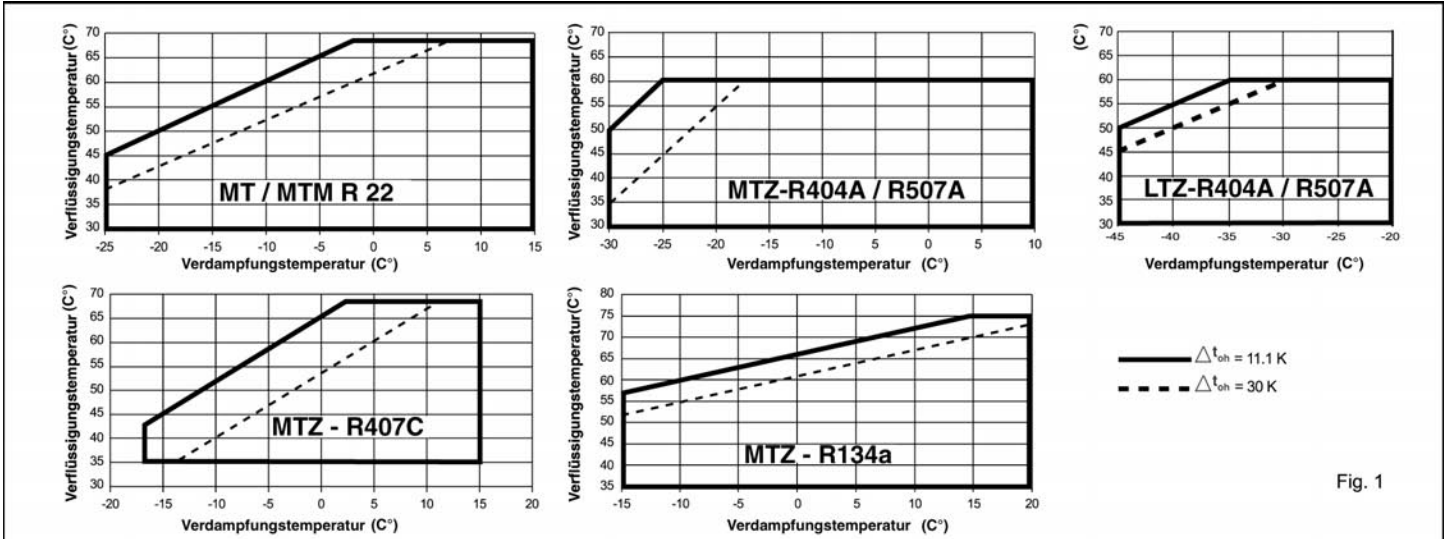 Verflüssigungstemperatur (C°)
70
65
60
55
50
45
40
35
30
MT / MTM R 22
-25 -20 -15 -10 -5 0 5 10 15
Verdampfungstemperatur (C°)
Verflüssigungstemperatur (C°)
70
65
60
55
50
45
40
35
30
MTZ-R404A / R507A
-30 -25 -20 -15 -10 -5 0 5 10
Verdampfungstemperatur (C°)
(C°)
70
65
60
55
50
45
40
35
30
LTZ-R404A / R507A
-45 -40 -35 -30 -25 -20
Verdampfungstemperatur (C°)
Verflüssigungstemperatur (C°)
70
65
60
55
50
45
40
35
30
MTZ - R407C
-20 -15 -10 -5 0 5 10 15 20
Verdampfungstemperatur (C°)
Verflüssigungstemperatur(C°)
80
75
70
65
60
55
50
45
40
35
MTZ - R134a
-15 -10 -5 0 5 10 15 20
Verdampfungstemperatur (C°)
△toh = 11.1 K
△toh = 30 K
Fig. 1